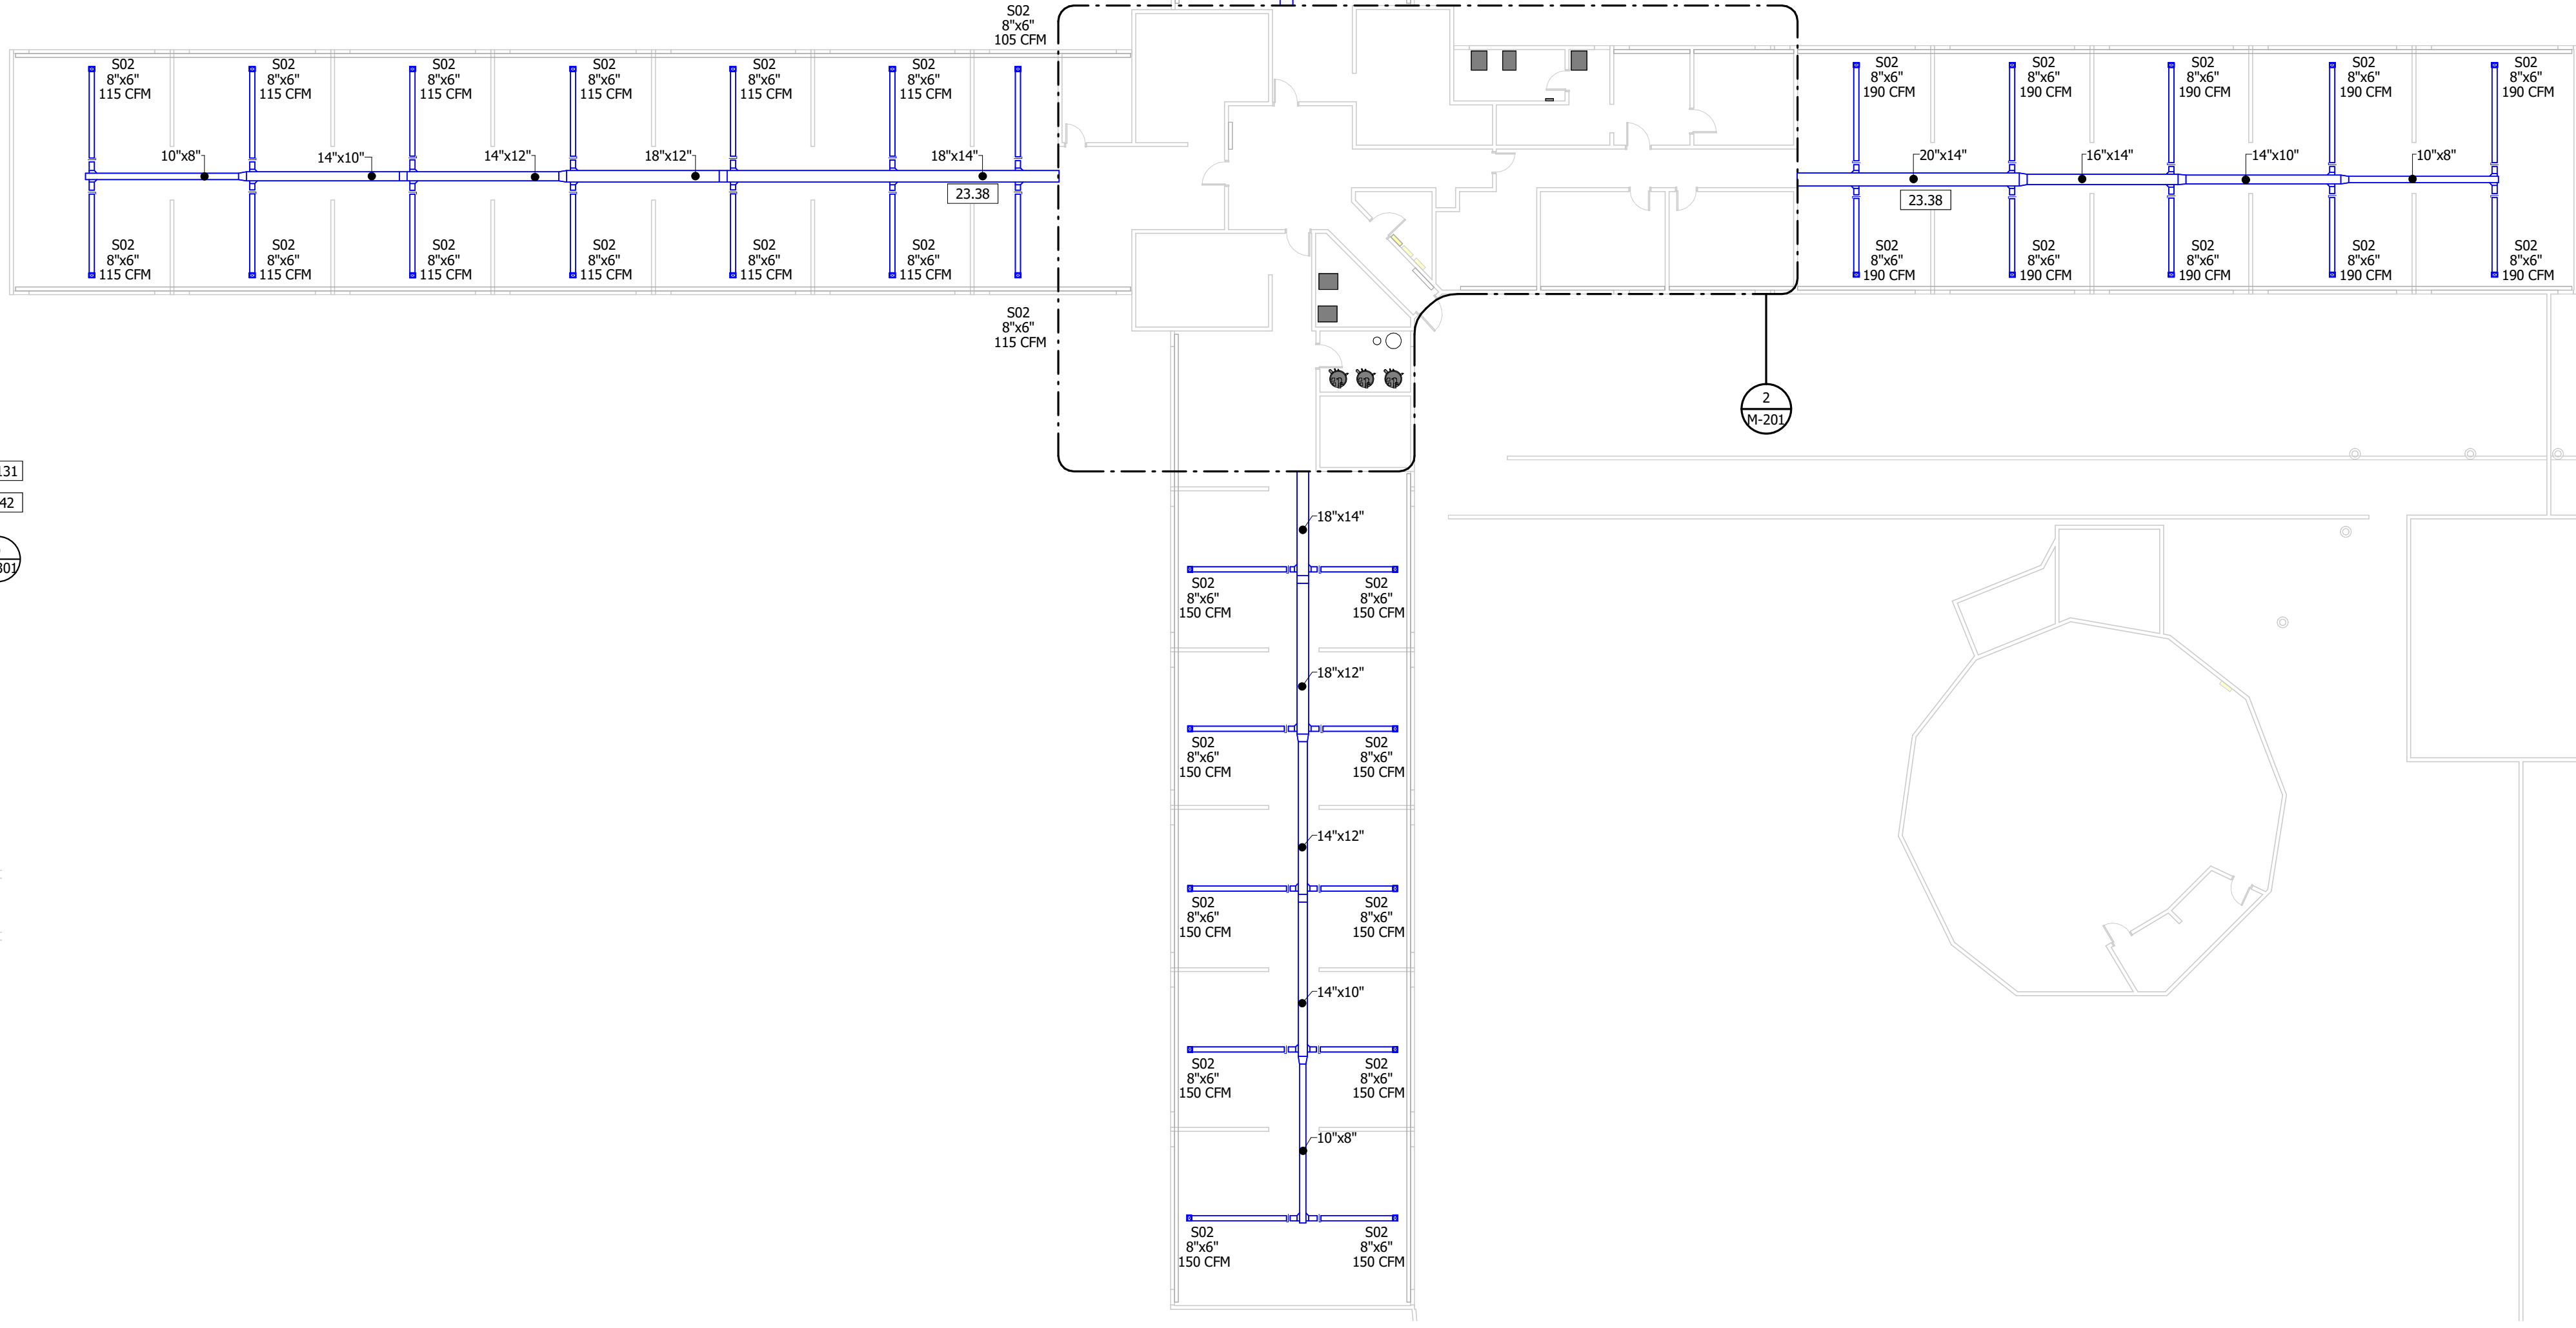 S02
8"x6"
105 CFM
S02
8"x6"
115 CFM
S02
8"x6"
115 CFM
S02
8"x6"
115 CFM
S02
8"x6"
115 CFM
S02
8"x6"
115 CFM
S02
8"x6"
115 CFM
S02
8"x6"
190 CFM
S02
8"x6"
190 CFM
S02
8"x6"
190 CFM
S02
8"x6"
190 CFM
S02
8"x6"
190 CFM
10"x8"
14"x10"
14"x12"
18"x12"
18"x14"
23.38
20"x14"
16"x14"
14"x10"
10"x8"
23.38
S02
8"x6"
115 CFM
S02
8"x6"
115 CFM
S02
8"x6"
115 CFM
S02
8"x6"
115 CFM
S02
8"x6"
115 CFM
S02
8"x6"
115 CFM
S02
8"x6"
190 CFM
S02
8"x6"
190 CFM
S02
8"x6"
190 CFM
S02
8"x6"
190 CFM
S02
8"x6"
190 CFM
S02
8"x6"
115 CFM
2
M-201
131
42
301
18"x14"
S02
8"x6"
150 CFM
S02
8"x6"
150 CFM
18"x12"
S02
8"x6"
150 CFM
S02
8"x6"
150 CFM
14"x12"
S02
8"x6"
150 CFM
S02
8"x6"
150 CFM
14"x10"
S02
8"x6"
150 CFM
S02
8"x6"
150 CFM
10"x8"
S02
8"x6"
150 CFM
S02
8"x6"
150 CFM